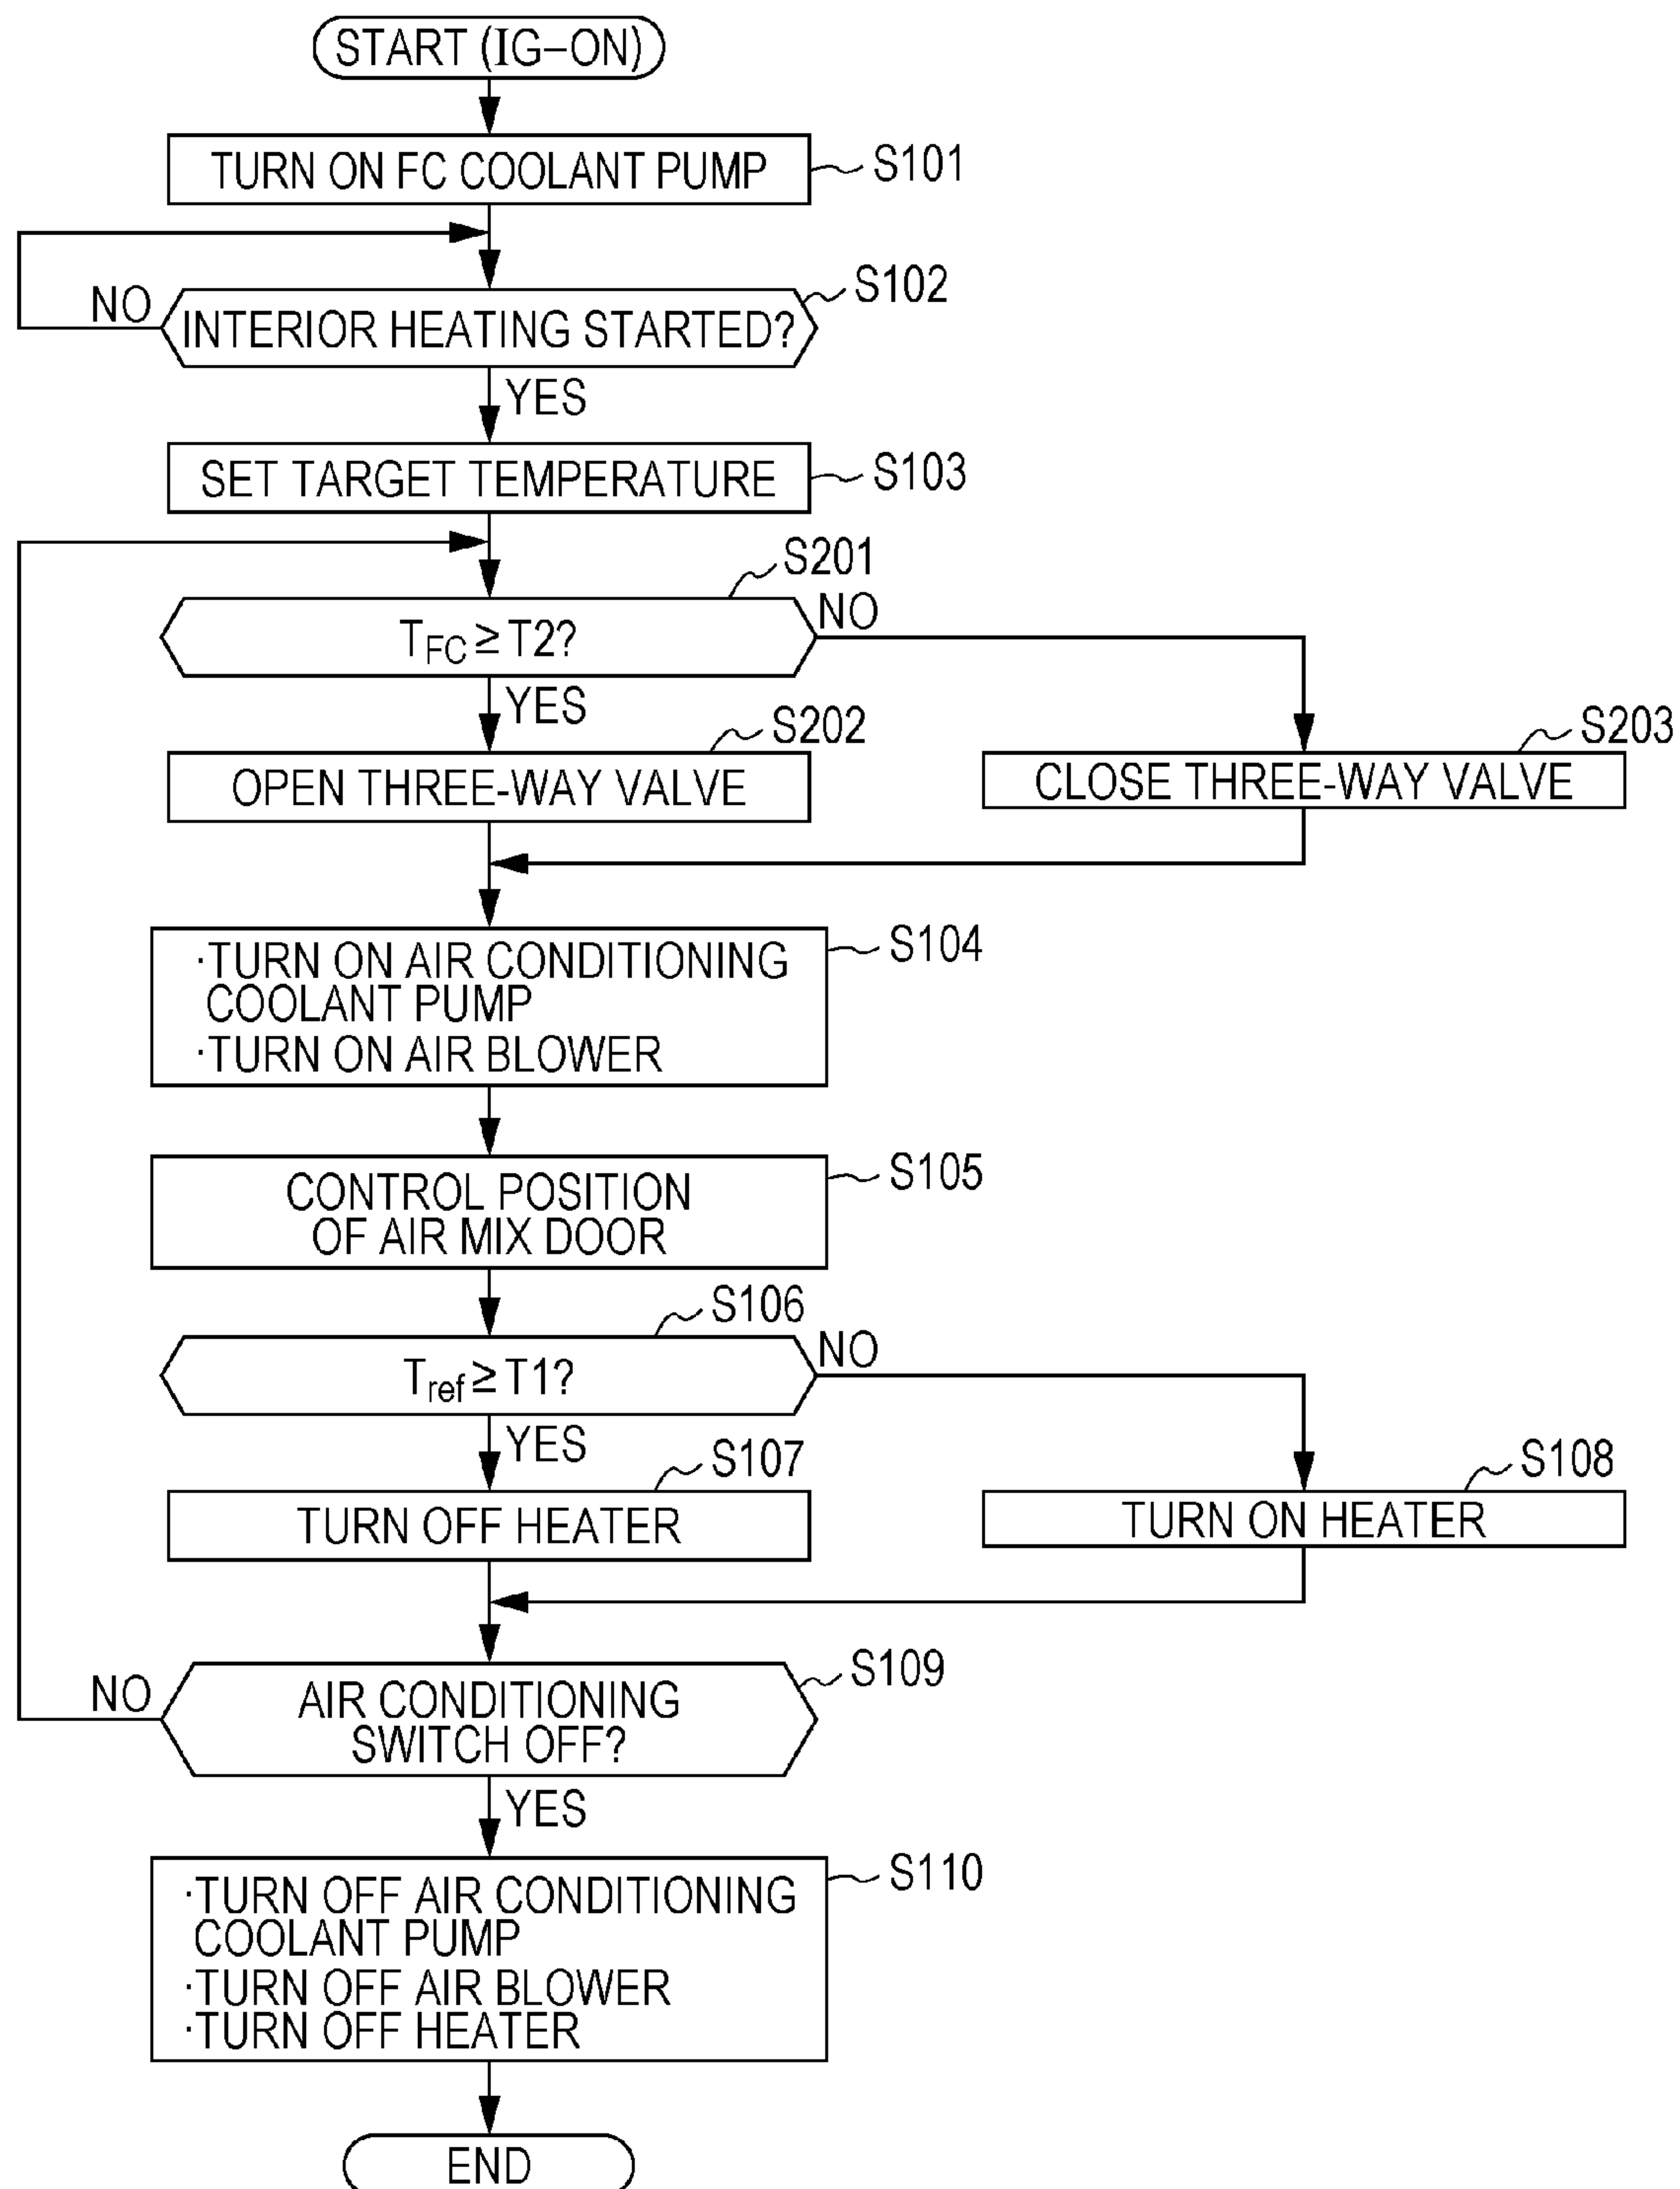 START (IG-ON)
TURN ON FC COOLANT PUMP
S101
S102
NO
INTERIOR HEATING STARTED?
YES
SET TARGET TEMPERATURE
S103
S201
TFC ≥ T2?
NO
YES
S202
S203
OPEN THREE-WAY VALVE
CLOSE THREE-WAY VALVE
·TURN ON AIR CONDITIONING
COOLANT PUMP
·TURN ON AIR BLOWER
S104
CONTROL POSITION
OF AIR MIX DOOR
S105
S106
Tref ≥ T1?
NO
YES
S107
S108
TURN OFF HEATER
TURN ON HEATER
S109
NO
AIR CONDITIONING
SWITCH OFF?
YES
·TURN OFF AIR CONDITIONING
COOLANT PUMP
·TURN OFF AIR BLOWER
·TURN OFF HEATER
S110
END